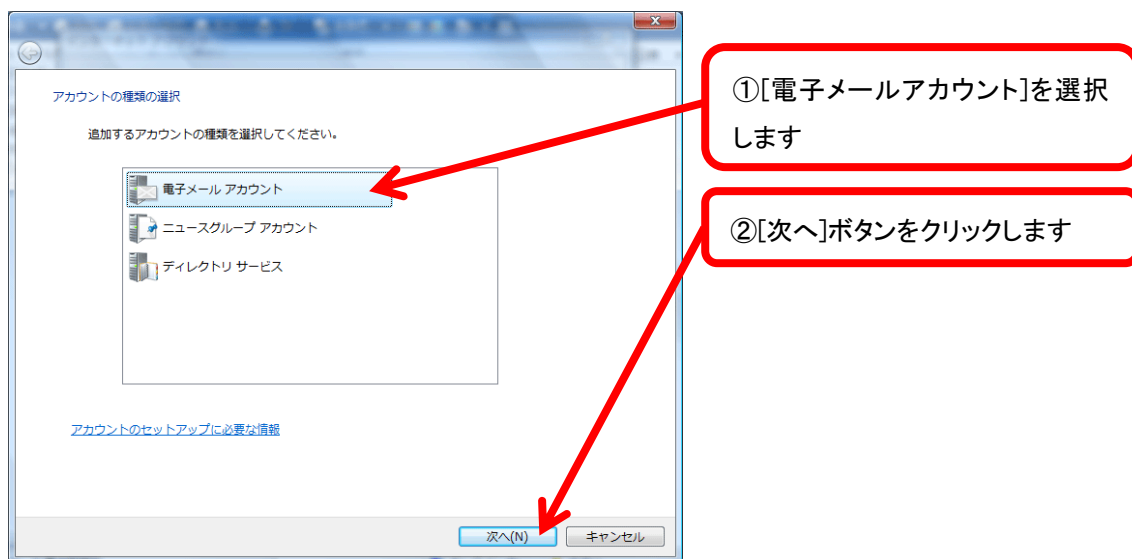 アカウントの種類の選択
追加するアカウントの種類を選択してください。
電子メール アカウント
ニュースグループ アカウント
ディレクトリ サービス
アカウントのセットアップに必要な情報
次へ(N)
キャンセル
①[電子メールアカウント]を選択
します
②[次へ]ボタンをクリックします